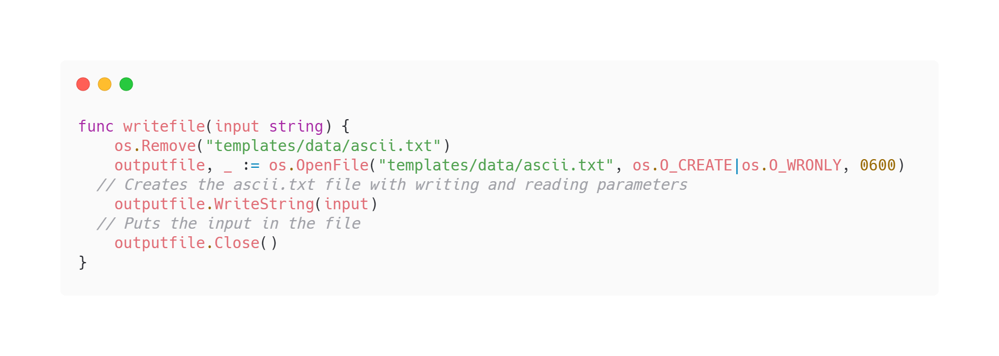 func writefile(input string) {
    os.Remove("templates/data/ascii.txt")
    outputfile, _ := os.OpenFile("templates/data/ascii.txt", os.O_CREATE|os.O_WRONLY, 0600)
  // Creates the ascii.txt file with writing and reading parameters
    outputfile.WriteString(input)
  // Puts the input in the file
    outputfile.Close()
}